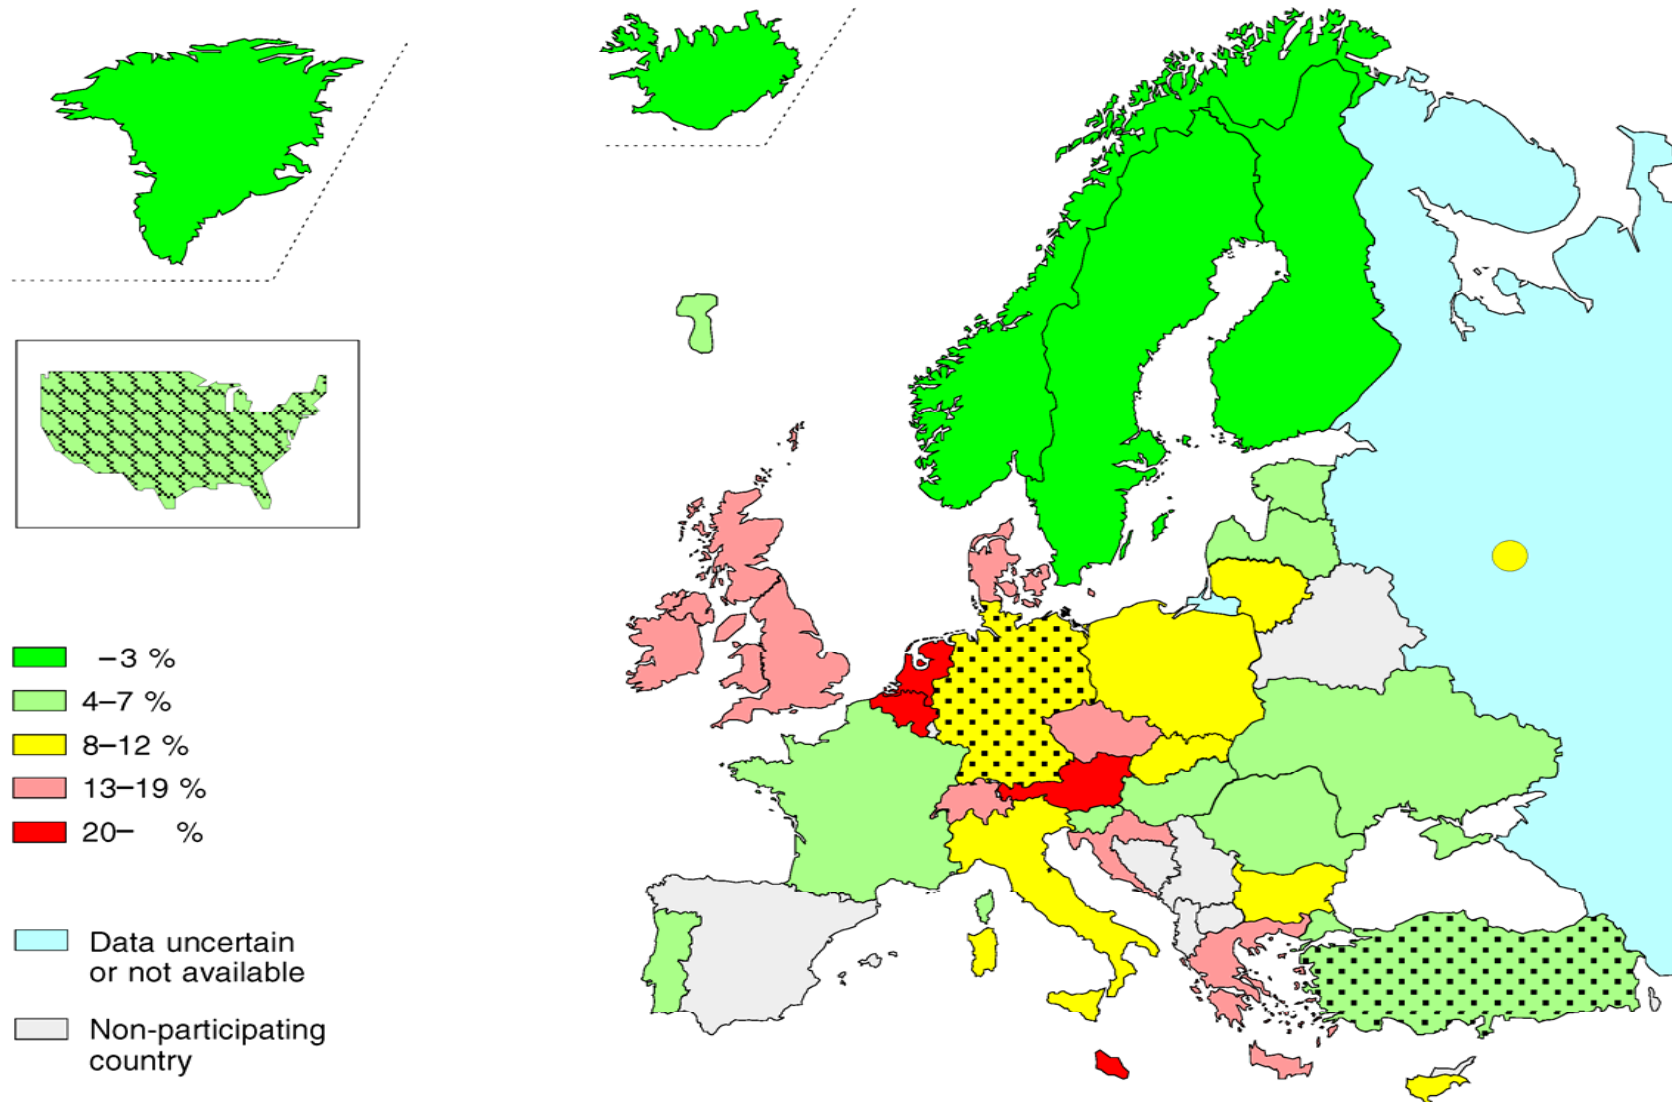 –3 %
4–7 %
8–12 %
13–19 %
20– %
Data uncertain
or not available
Non-participating
country